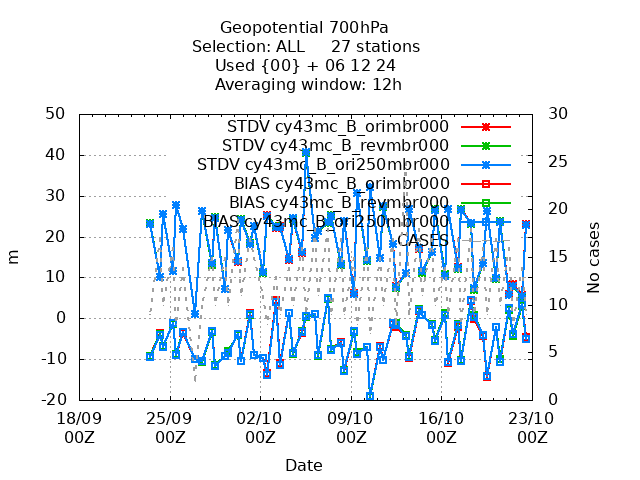 Geopotential 700hPa
Selection: ALL 27 stations
Used {00} + 06 12 24
Averaging window: 12h
50 30
STDV cy43mc_B_orimbr000
STDV cy43mc_B_revmbr000
40 25
STDV cy43mc_B_ori250mbr000
BIAS cy43mc_B_orimbr000
30 20
BIAS cy43mc_B_revmbr000
BIAS cy43mc_B_ori250mbr000
CASES
20 15
m
No cases
10
10
0
-10 5
-20 0
18/09 25/09 02/10 09/10 16/10 23/10
00Z 00Z 00Z 00Z 00Z 00Z
Date